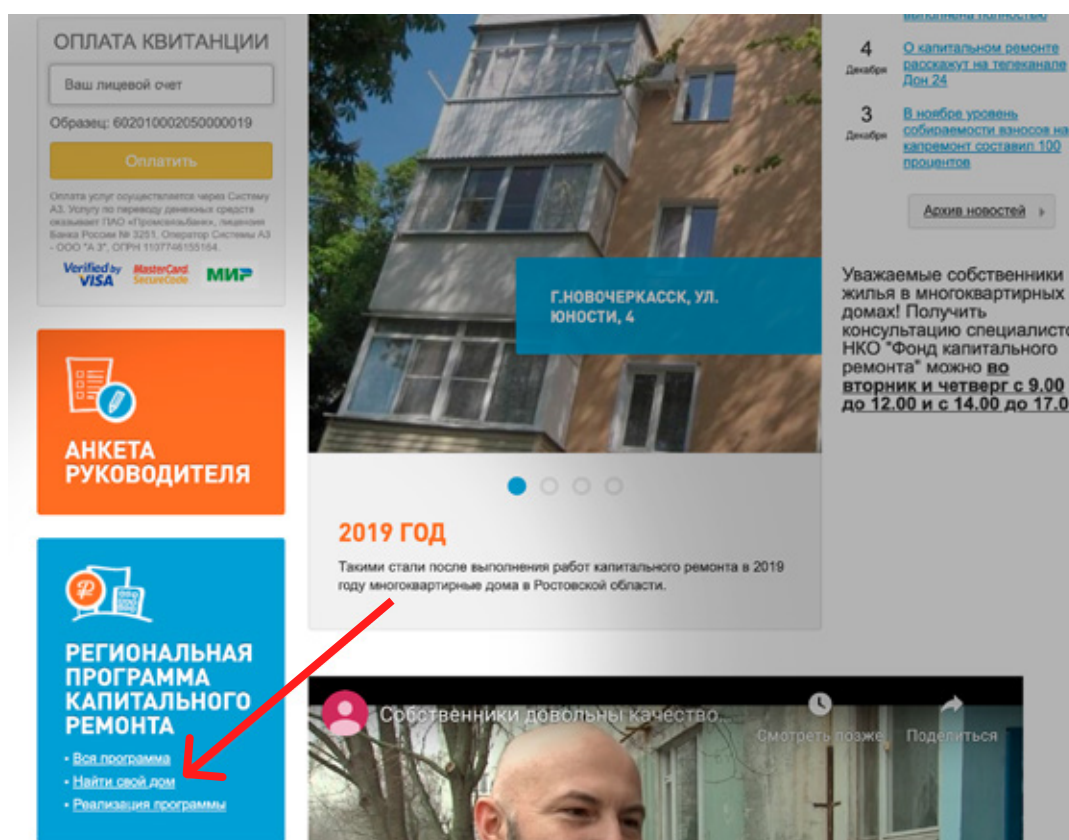 ОПЛАТА КВИТАНЦИИ
Ваш лицевой счет
Образец: 602010002050000019
Оплатить
Оплата услуг осуществляется через Систему
А3. Услугу по переводу денежных средств
оказывает ПАО «Промсвязьбанк», лицензия
Банка России № 3251, Оператор Системы А3
- ООО "А 3", ОГРН 1107746155164.
Verified by
VISA
MasterCard.
SecureCode.
МИР
АНКЕТА
РУКОВОДИТЕЛЯ
РЕГИОНАЛЬНАЯ
ПРОГРАММА
КАПИТАЛЬНОГО
РЕМОНТА
• Вся программа
• Найти свой дом
• Реализация программы
Г.НОВОЧЕРКАССК, УЛ.
ЮНОСТИ, 4
2019 ГОД
Такими стали после выполнения работ капитального ремонта в 2019
году многоквартирные дома в Ростовской области.
Собственники довольны качество...
Смотреть позже
Поделиться
выполнена полностью
4
Декабря
О капитальном ремонте
расскажут на телеканале
Дон 24
3
Декабря
В ноябре уровень
собираемости взносов на
капремонт составил 100
процентов
Архив новостей
Уважаемые собственники
жилья в многоквартирных
домах! Получить
консультацию специалисто
НКО "Фонд капитального
ремонта" можно во
вторник и четверг с 9.00
до 12.00 и с 14.00 до 17.0